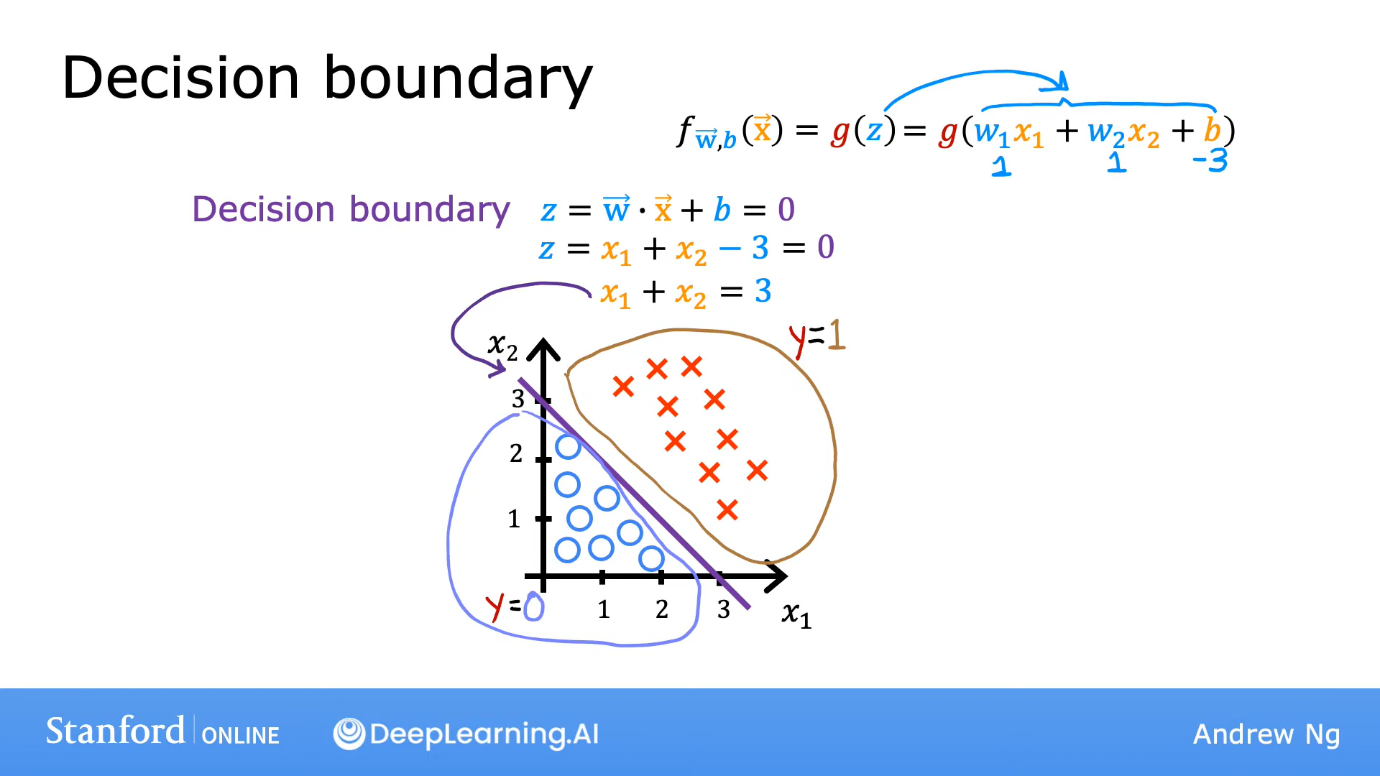 Decision boundary
f w⃗,b (x⃗) = g(z) = g(w₁x₁ + w₂x₂ + b)
1 1 -3
Decision boundary z = w⃗ · x⃗ + b = 0
z = x₁ + x₂ − 3 = 0
x₁ + x₂ = 3
y=1
x₂
3
2
1
y=0
1 2 3 x₁
Stanford ONLINE DeepLearning.AI Andrew Ng